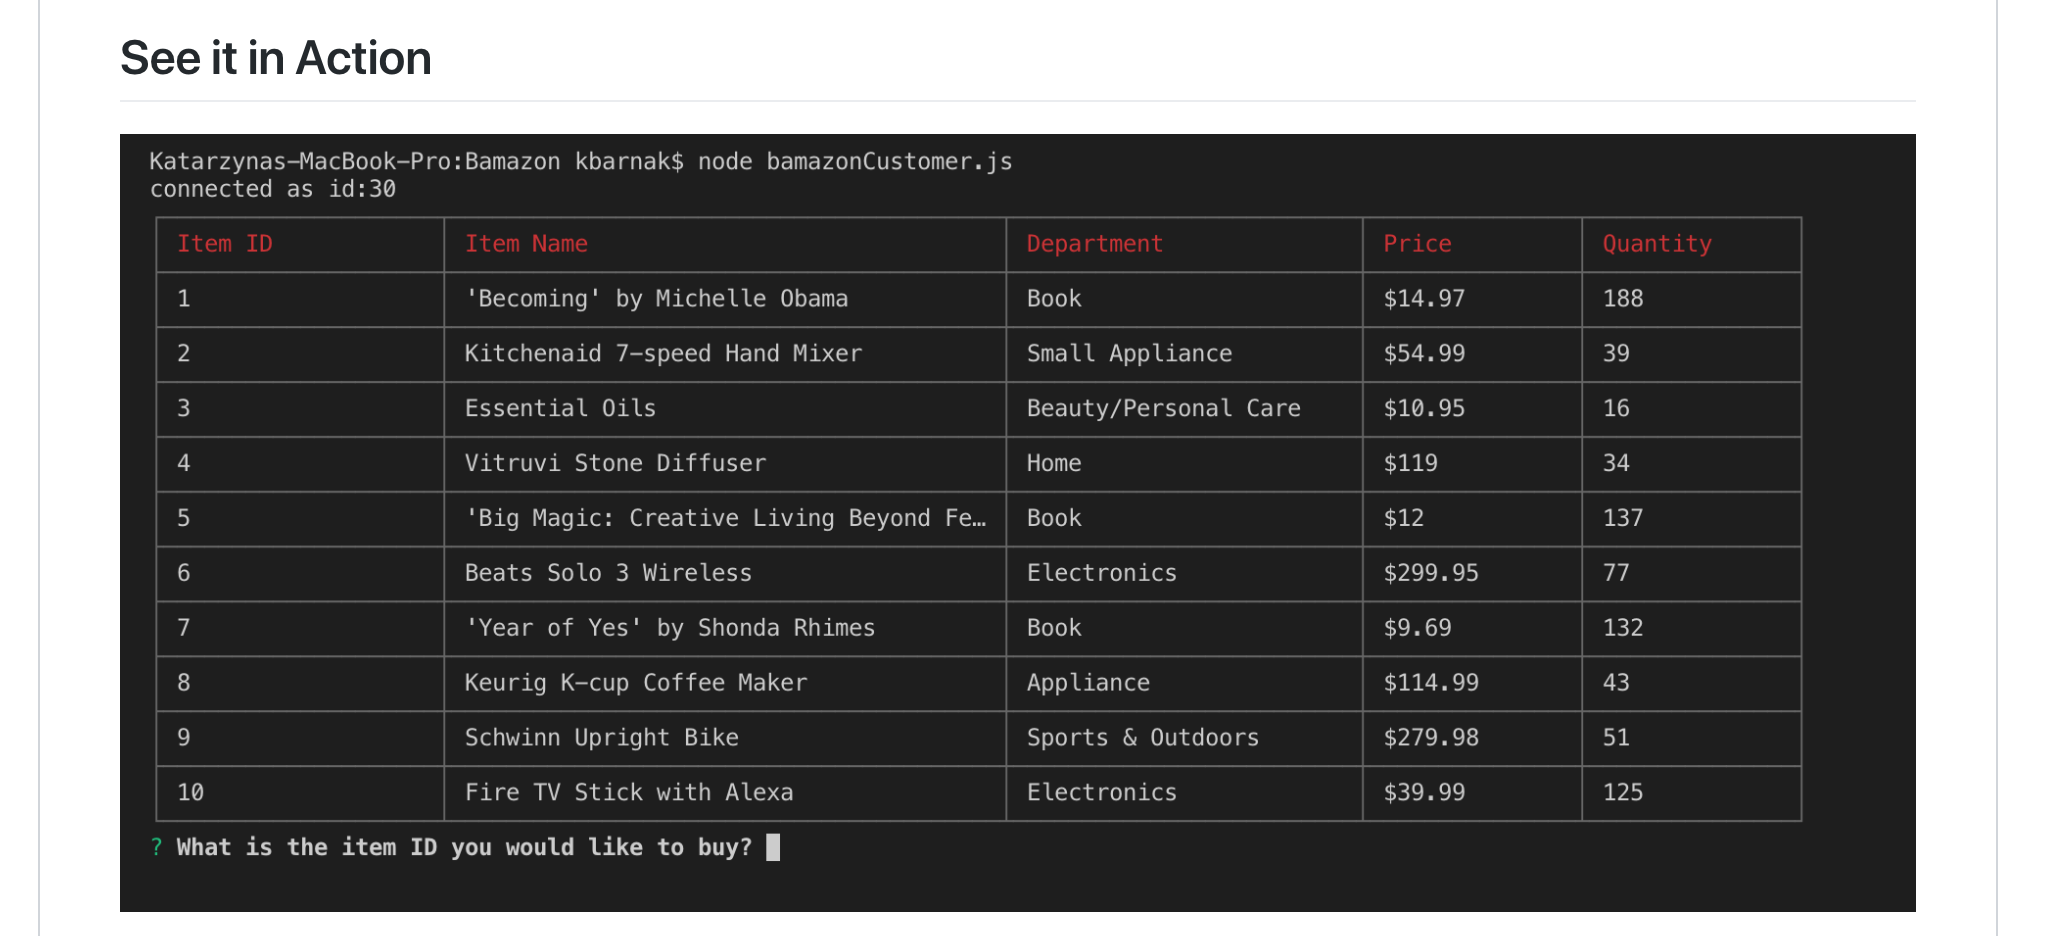 See it in Action
Katarzynas-MacBook-Pro:Bamazon kbarnak$ node bamazonCustomer.js
connected as id:30
Item ID Item Name Department Price Quantity
1 'Becoming' by Michelle Obama Book $14.97 188
2 Kitchenaid 7-speed Hand Mixer Small Appliance $54.99 39
3 Essential Oils Beauty/Personal Care $10.95 16
4 Vitruvi Stone Diffuser Home $119 34
5 'Big Magic: Creative Living Beyond Fe… Book $12 137
6 Beats Solo 3 Wireless Electronics $299.95 77
7 'Year of Yes' by Shonda Rhimes Book $9.69 132
8 Keurig K-cup Coffee Maker Appliance $114.99 43
9 Schwinn Upright Bike Sports & Outdoors $279.98 51
10 Fire TV Stick with Alexa Electronics $39.99 125
? What is the item ID you would like to buy?